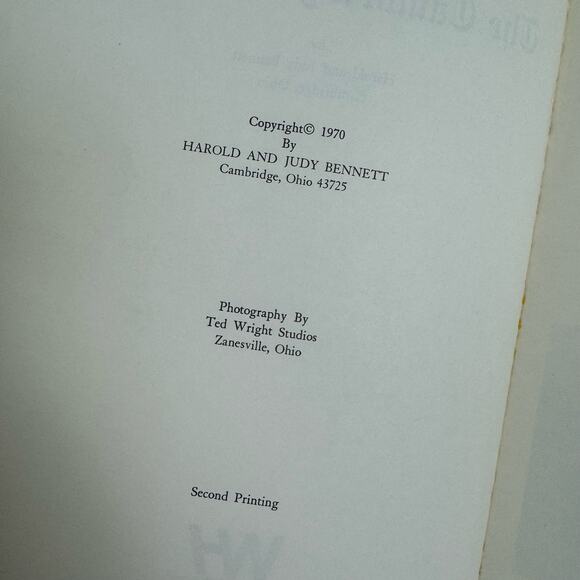 Copyright© 1970
By
HAROLD AND JUDY BENNETT
Cambridge, Ohio 43725
Photography By
Ted Wright Studios
Zanesville, Ohio
Second Printing